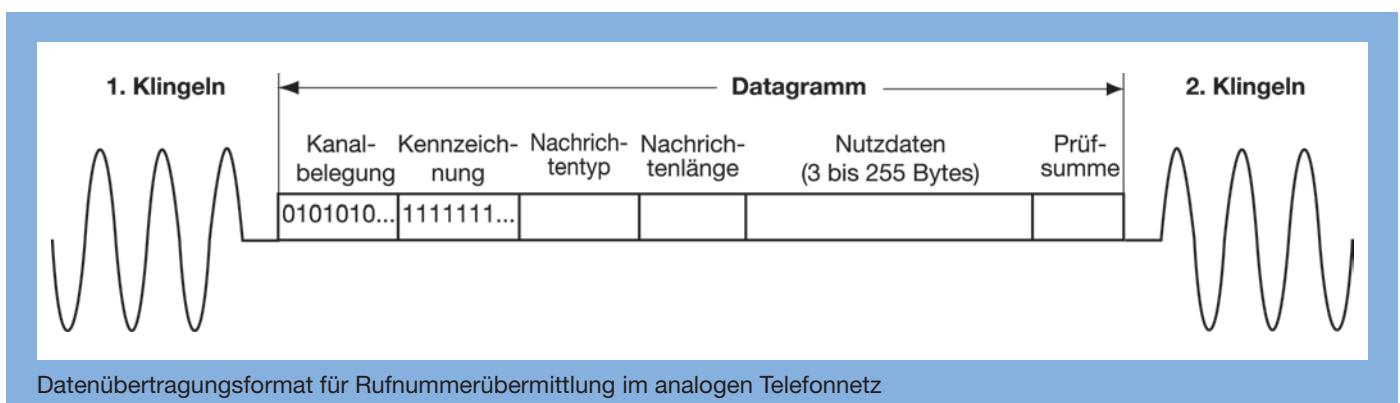 1. Klingeln
Datagramm
2. Klingeln
Kanal-
belegung
Kennzeich-
nung
Nachrich-
tentyp
Nachrich-
tenlänge
Nutzdaten
(3 bis 255 Bytes)
Prüf-
summe
0101010...
1111111...
Datenübertragungsformat für Rufnummerübermittlung im analogen Telefonnetz